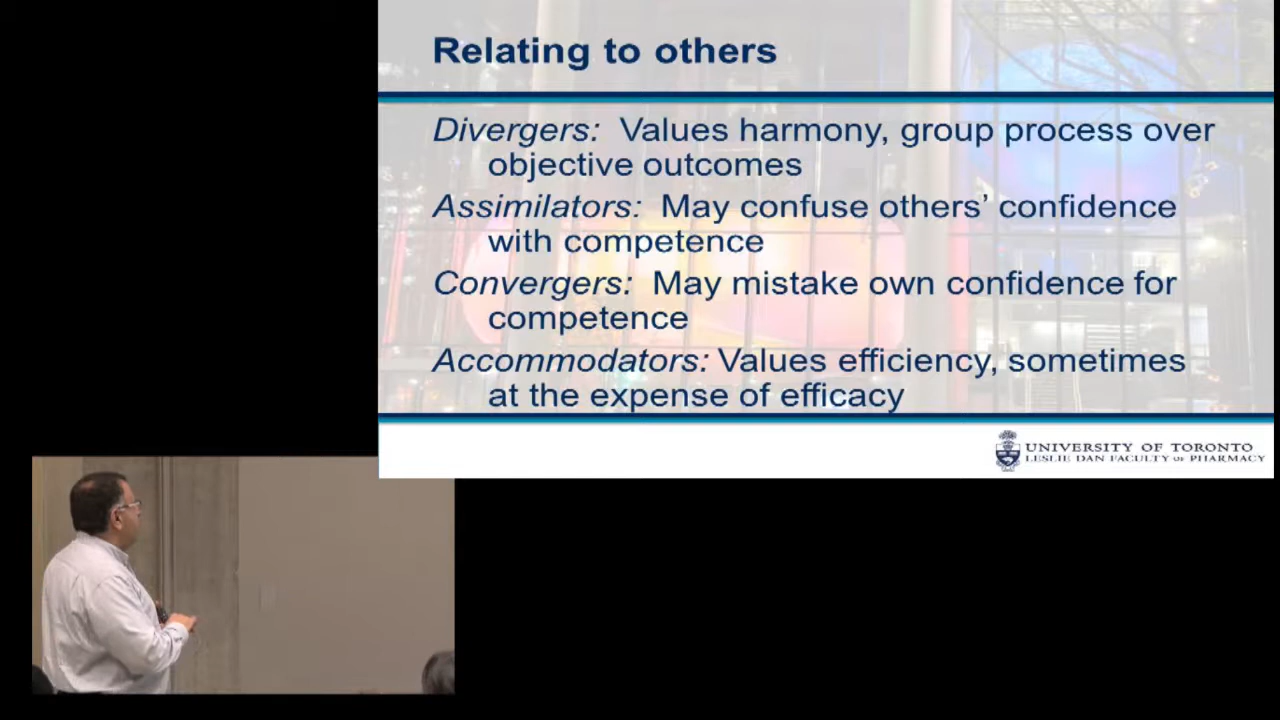 Relating to others
Divergers: Values harmony, group process over
objective outcomes
Assimilators: May confuse others’ confidence
with competence
Convergers: May mistake own confidence for
competence
Accommodators: Values efficiency, sometimes
at the expense of efficacy
UNIVERSITY OF TORONTO
LESLIE DAN FACULTY OF PHARMACY